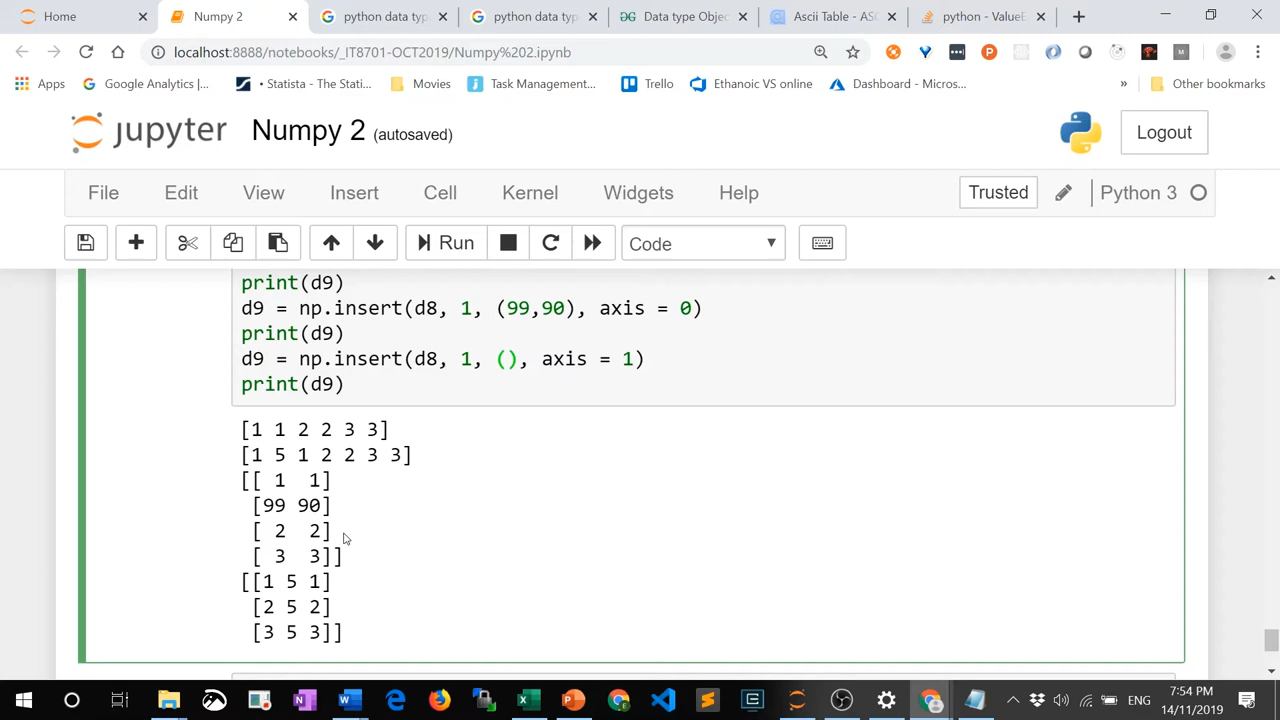 Home
Numpy 2
python data typ
python data typ
Data type Objec
Ascii Table - ASC
python - ValueE
localhost:8888/notebooks/_IT8701-OCT2019/Numpy%202.ipynb
Apps
Google Analytics |...
• Statista - The Stati...
Movies
Task Management...
Trello
Ethanoic VS online
Dashboard - Micros...
»
Other bookmarks
jupyter
Numpy 2 (autosaved)
Logout
File
Edit
View
Insert
Cell
Kernel
Widgets
Help
Trusted
Python 3
Run
Code
print(d9)
d9 = np.insert(d8, 1, (99,90), axis = 0)
print(d9)
d9 = np.insert(d8, 1, (), axis = 1)
print(d9)
[1 1 2 2 3 3]
[1 5 1 2 2 3 3]
[[ 1  1]
[99 90]
[ 2  2]
[ 3  3]]
[[1 5 1]
[2 5 2]
[3 5 3]]
ENG
7:54 PM
14/11/2019